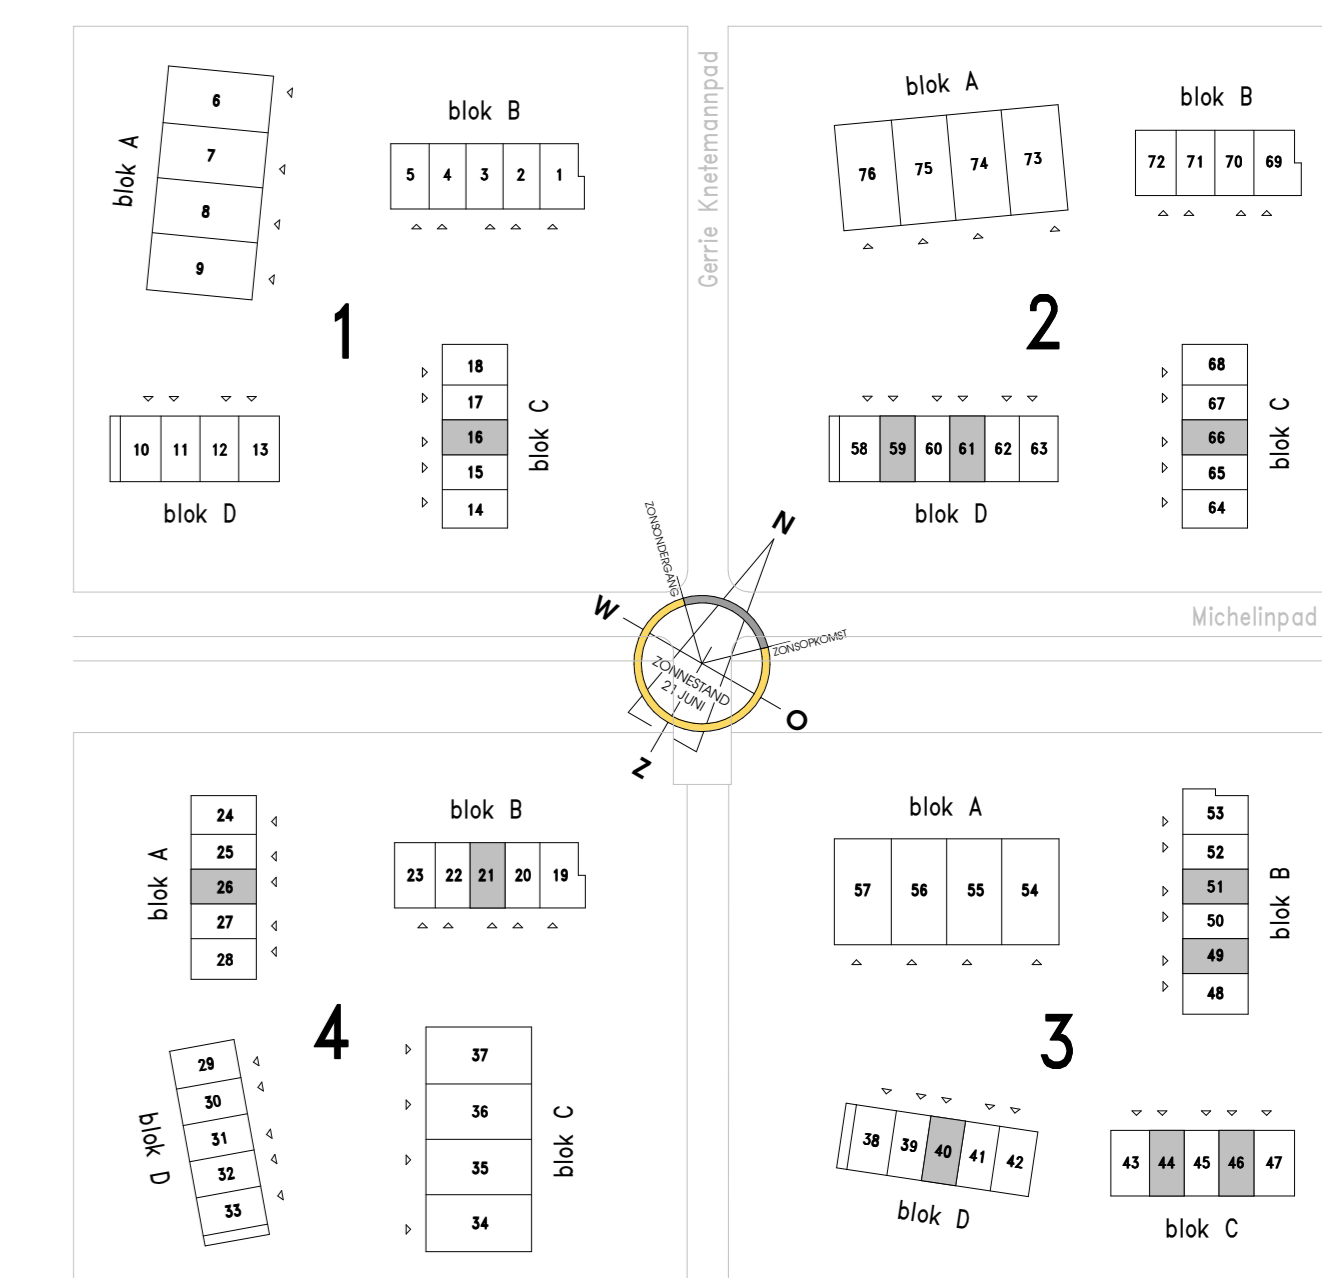 blok A
6
7
8
9
blok B
5 4 3 2 1
1
10 11 12 13
blok D
18
17
16
15
14
blok C
Gerrie Knetemannpad
blok A
76 75 74 73
blok B
72 71 70 69
2
58 59 60 61 62 63
blok D
68
67
66
65
64
blok C
Michelinpad
N
W
O
Z
ZONSONDERGANG
ZONSOPKOMST
ZONNESTAND
21 JUNI
blok A
24
25
26
27
28
blok B
23 22 21 20 19
4
29
30
31
32
33
blok D
37
36
35
34
blok C
blok A
57 56 55 54
53
52
51
50
49
48
blok B
3
38 39 40 41 42
blok D
43 44 45 46 47
blok C